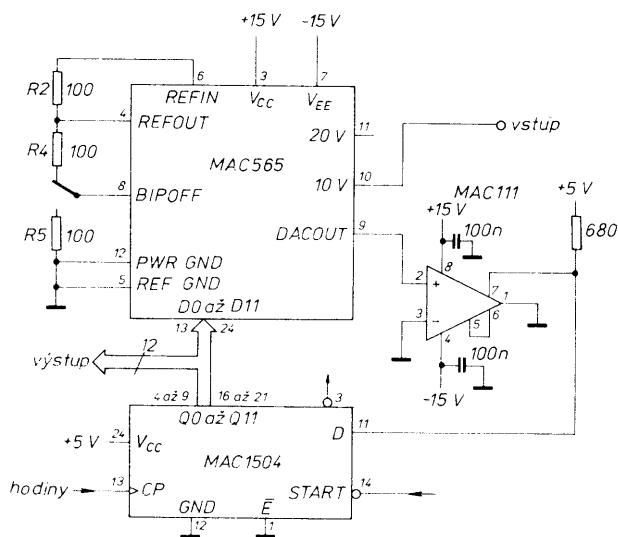 +15 V
-15 V
6
3
7
R2
100
REFIN
VCC
VEE
4
REFOUT
20 V
11
R4
100
MAC565
vstup
8
BIPOFF
10 V
10
MAC111
+5 V
+15 V
R5
100
DACOUT
9
100n
680
12
PWR GND
8
5
REF GND
2
+
7
1
D0 až D11
3
-
5
6
13
24
4
12
výstup
100n
4 až 9
16 až 21
3
-15 V
Q0 až Q11
D
11
+5 V
24
VCC
MAC1504
hodiny
13
CP
START
14
GND
E̅
12
1